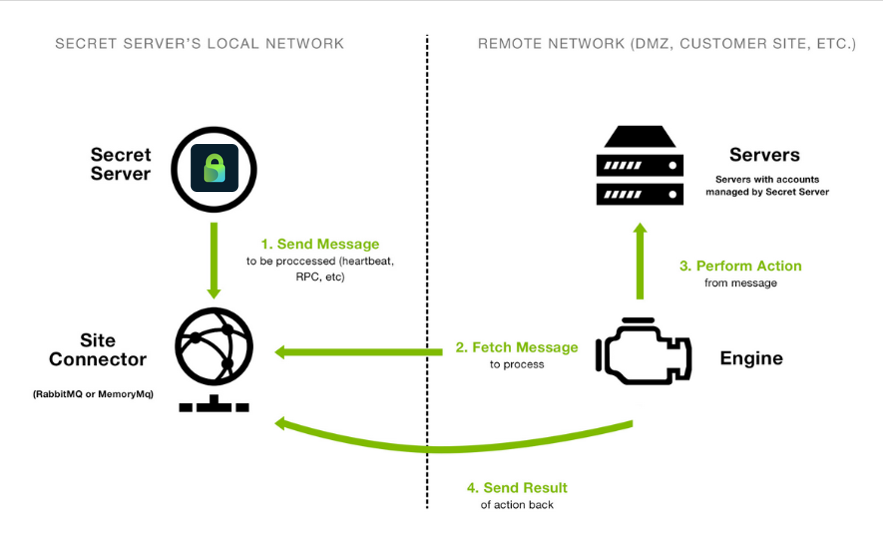 SECRET SERVER'S LOCAL NETWORK
REMOTE NETWORK (DMZ, CUSTOMER SITE, ETC.)
Secret
Server
Servers
Servers with accounts
managed by Secret Server
1. Send Message
to be proccessed (heartbeat,
RPC, etc)
3. Perform Action
from message
Site
Connector
(RabbitMQ or MemoryMq)
2. Fetch Message
to process
Engine
4. Send Result
of action back